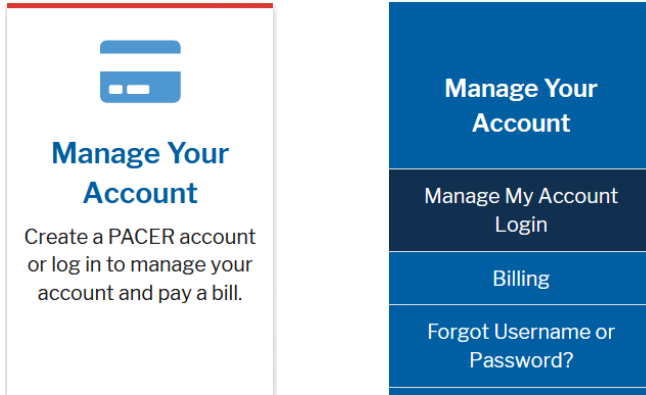 Manage Your
Account
Create a PACER account
or log in to manage your
account and pay a bill.
Manage Your
Account
Manage My Account
Login
Billing
Forgot Username or
Password?